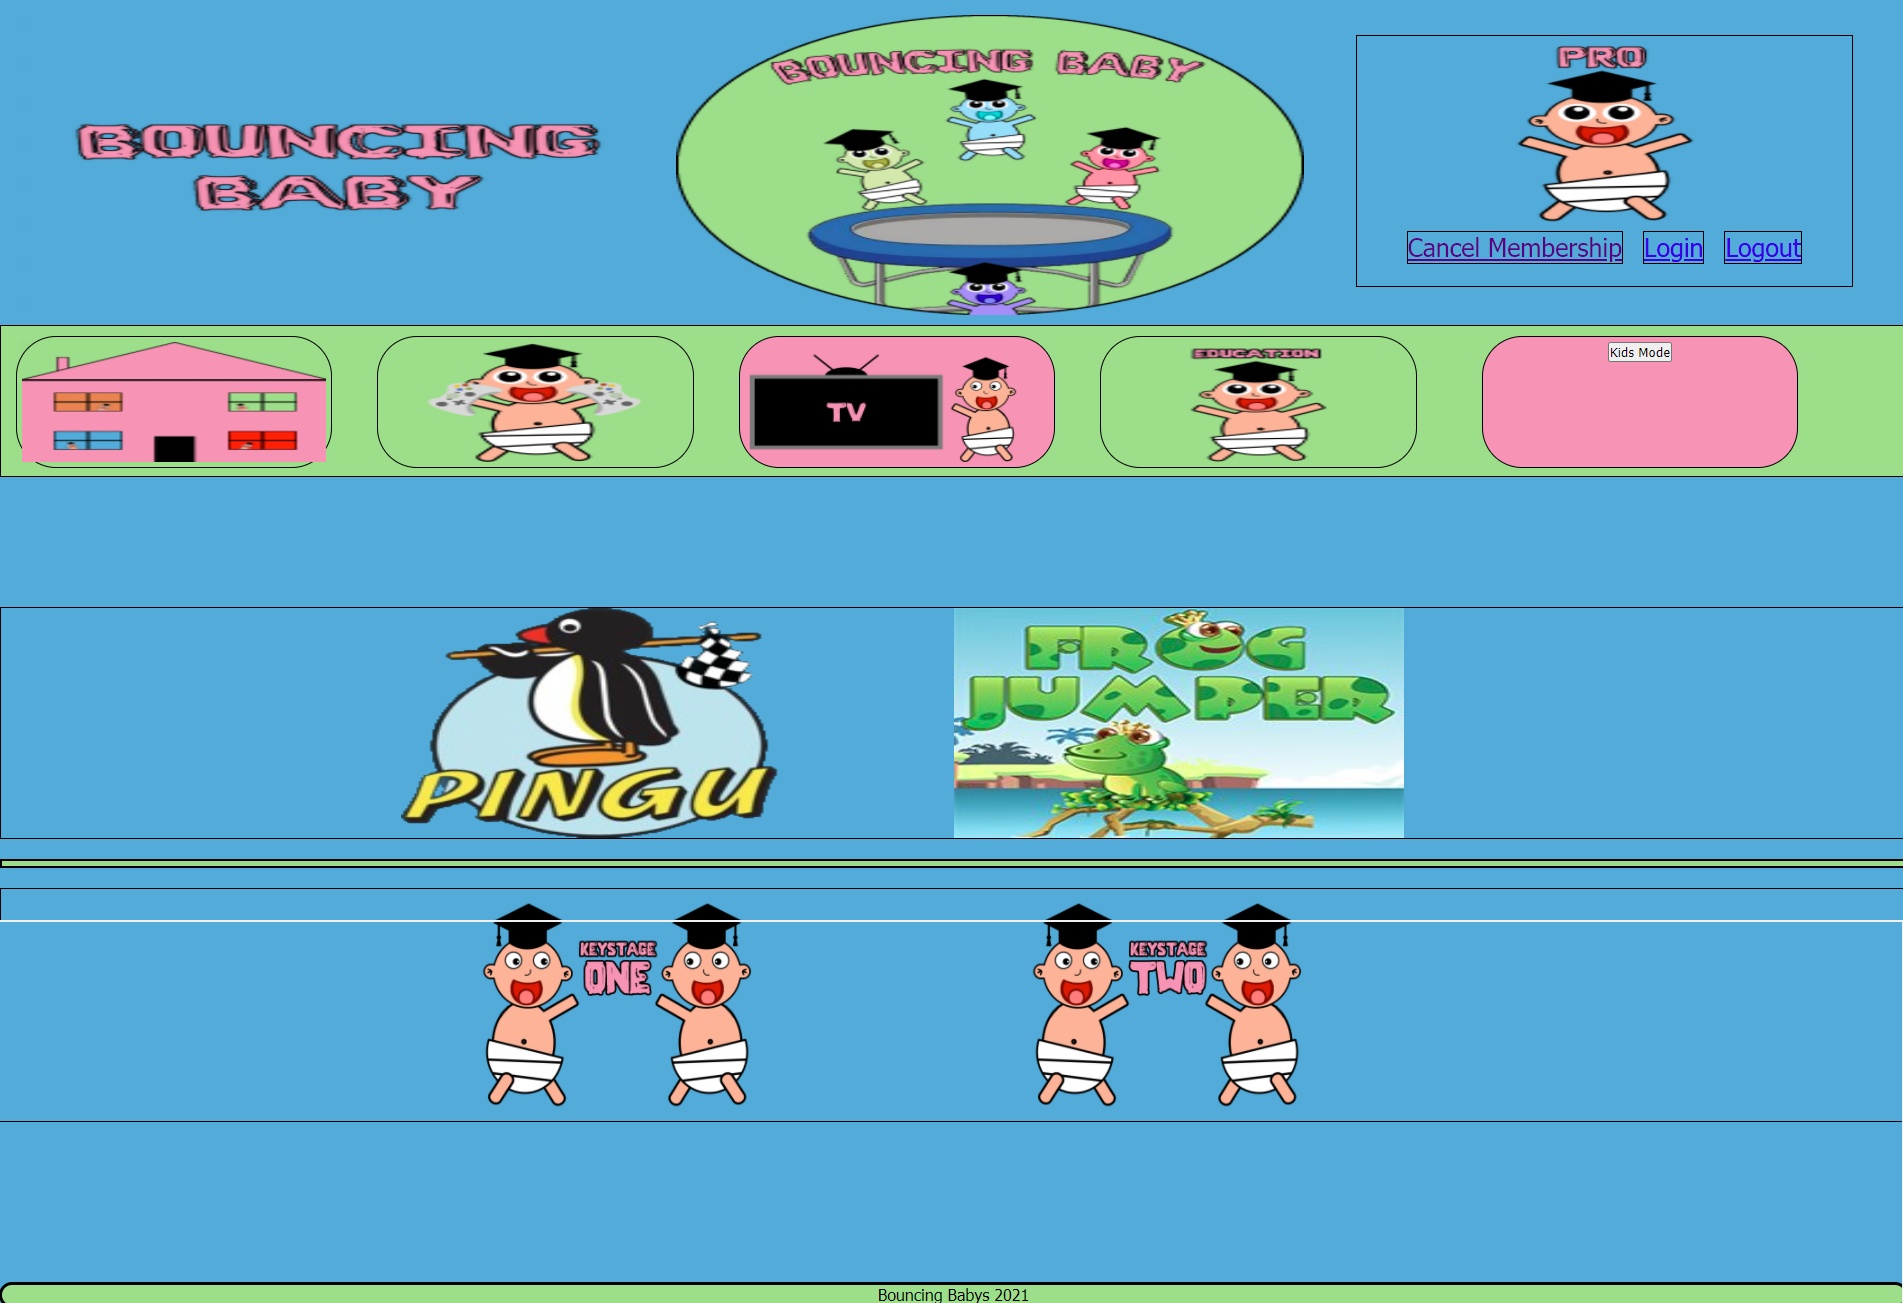 BOUNCING
BABY
BOUNCING BABY
PRO
Cancel Membership Login Logout
TV
EDUCATION
Kids Mode
PINGU
FROG
JUMPER
KEYSTAGE
ONE
KEYSTAGE
TWO
Bouncing Babys 2021